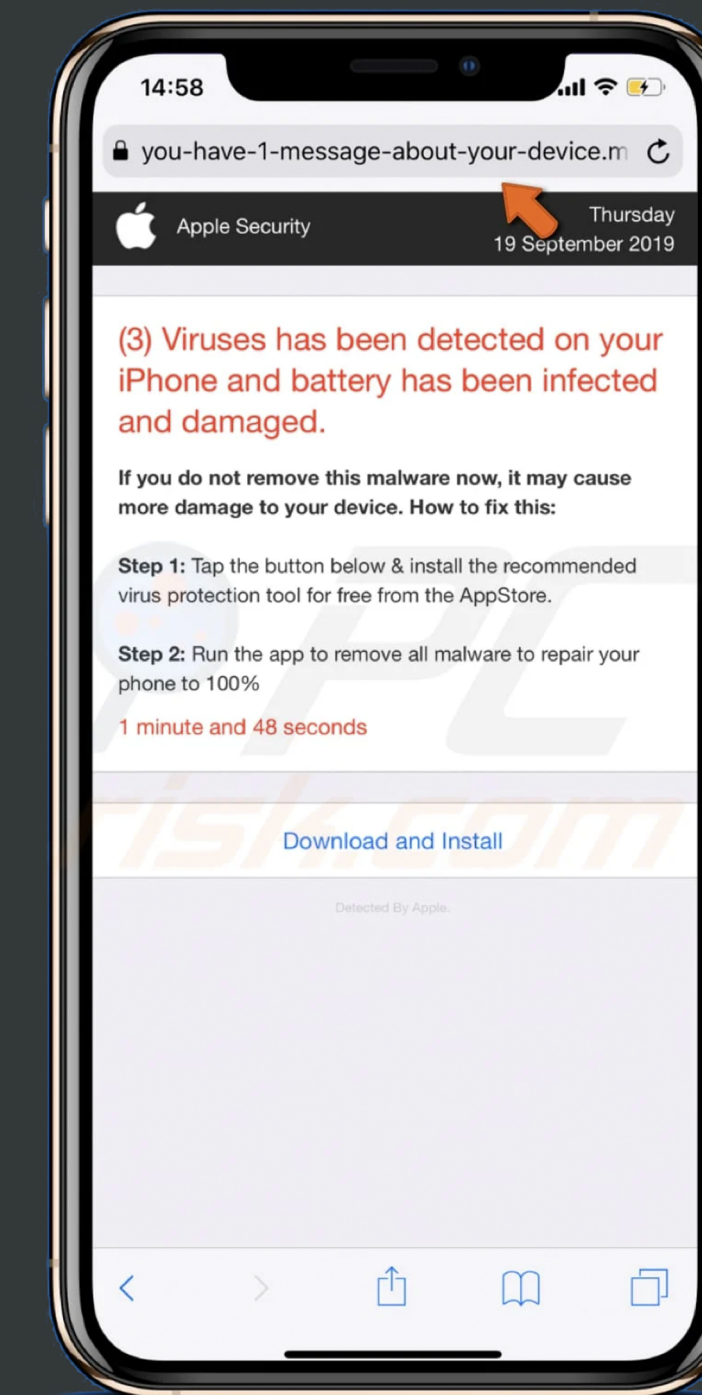 14:58
you-have-1-message-about-your-device.m
Apple Security
Thursday
19 September 2019
(3) Viruses has been detected on your
iPhone and battery has been infected
and damaged.
If you do not remove this malware now, it may cause
more damage to your device. How to fix this:
Step 1: Tap the button below & install the recommended
virus protection tool for free from the AppStore.
Step 2: Run the app to remove all malware to repair your
phone to 100%
1 minute and 48 seconds
Download and Install
Detected By Apple.
PC
risk.com